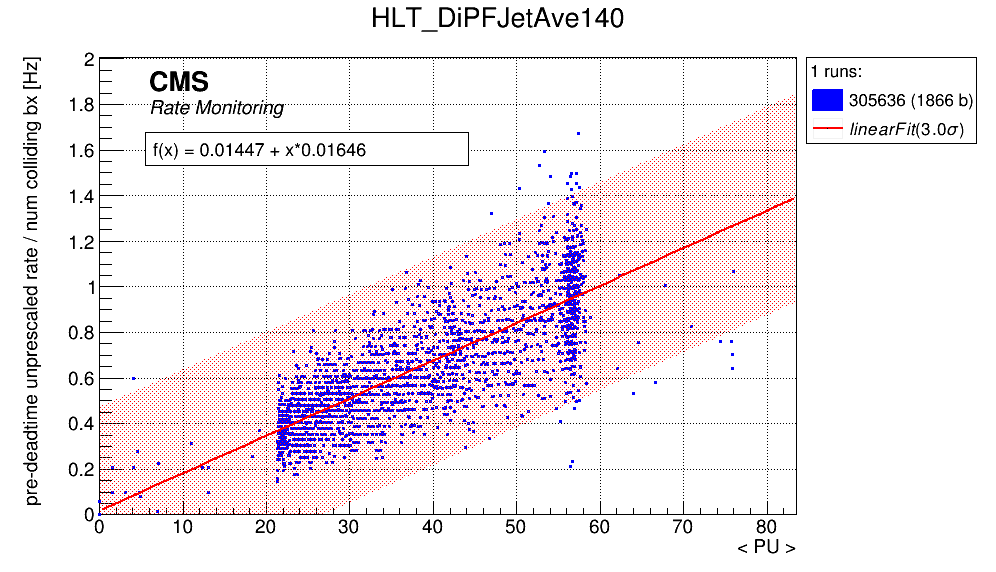 HLT_DiPFJetAve140
pre-deadtime unprescaled rate / num colliding bx [Hz]
CMS
Rate Monitoring
f(x) = 0.01447 + x*0.01646
1 runs:
305636 (1866 b)
linearFit(3.0σ)
2
1.8
1.6
1.4
1.2
1
0.8
0.6
0.4
0.2
0
0 10 20 30 40 50 60 70 80
< PU >